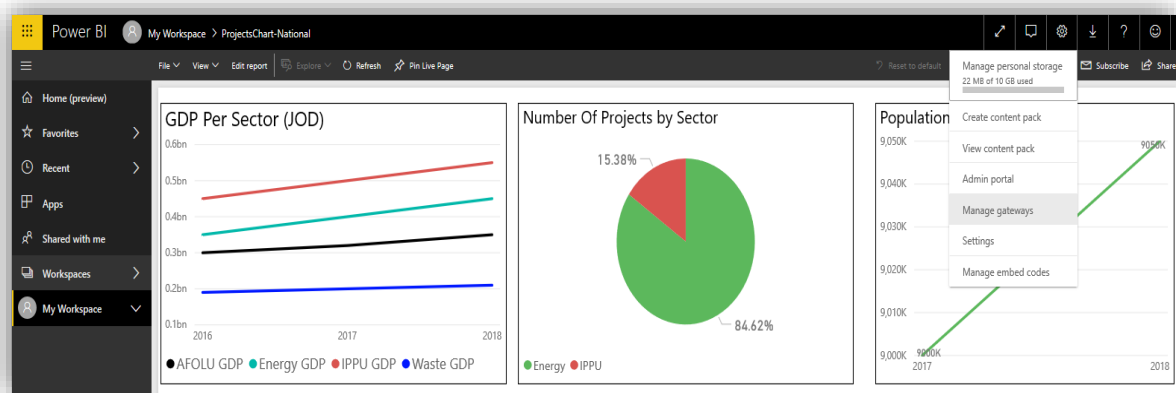 Power BI My Workspace > ProjectsChart-National ?
File View Edit report Explore Refresh Pin Live Page Reset to default Subscribe Share
Home (preview)
Favorites
Recent
Apps
Shared with me
Workspaces
My Workspace
GDP Per Sector (JOD)
0.6bn
0.5bn
0.4bn
0.3bn
0.2bn
0.1bn
2016 2017 2018
AFOLU GDP Energy GDP IPPU GDP Waste GDP
Number Of Projects by Sector
15.38%
84.62%
Energy IPPU
Population
9,050K
9,040K
9,030K
9,020K
9,010K
9,000K
9000K
9050K
2017 2018
Manage personal storage
22 MB of 10 GB used
Create content pack
View content pack
Admin portal
Manage gateways
Settings
Manage embed codes